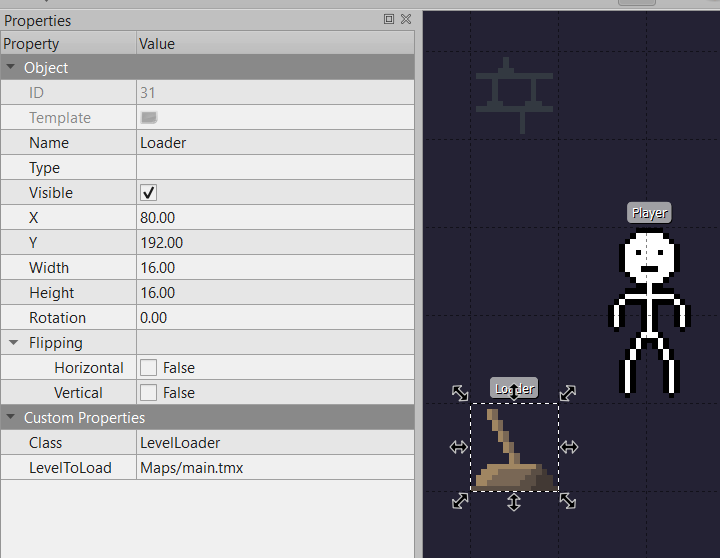 Properties
Property Value
Object
ID 31
Template
Name Loader
Type
Visible
X 80.00
Y 192.00
Width 16.00
Height 16.00
Rotation 0.00
Flipping
Horizontal False
Vertical False
Custom Properties
Class LevelLoader
LevelToLoad Maps/main.tmx
Player
Loader